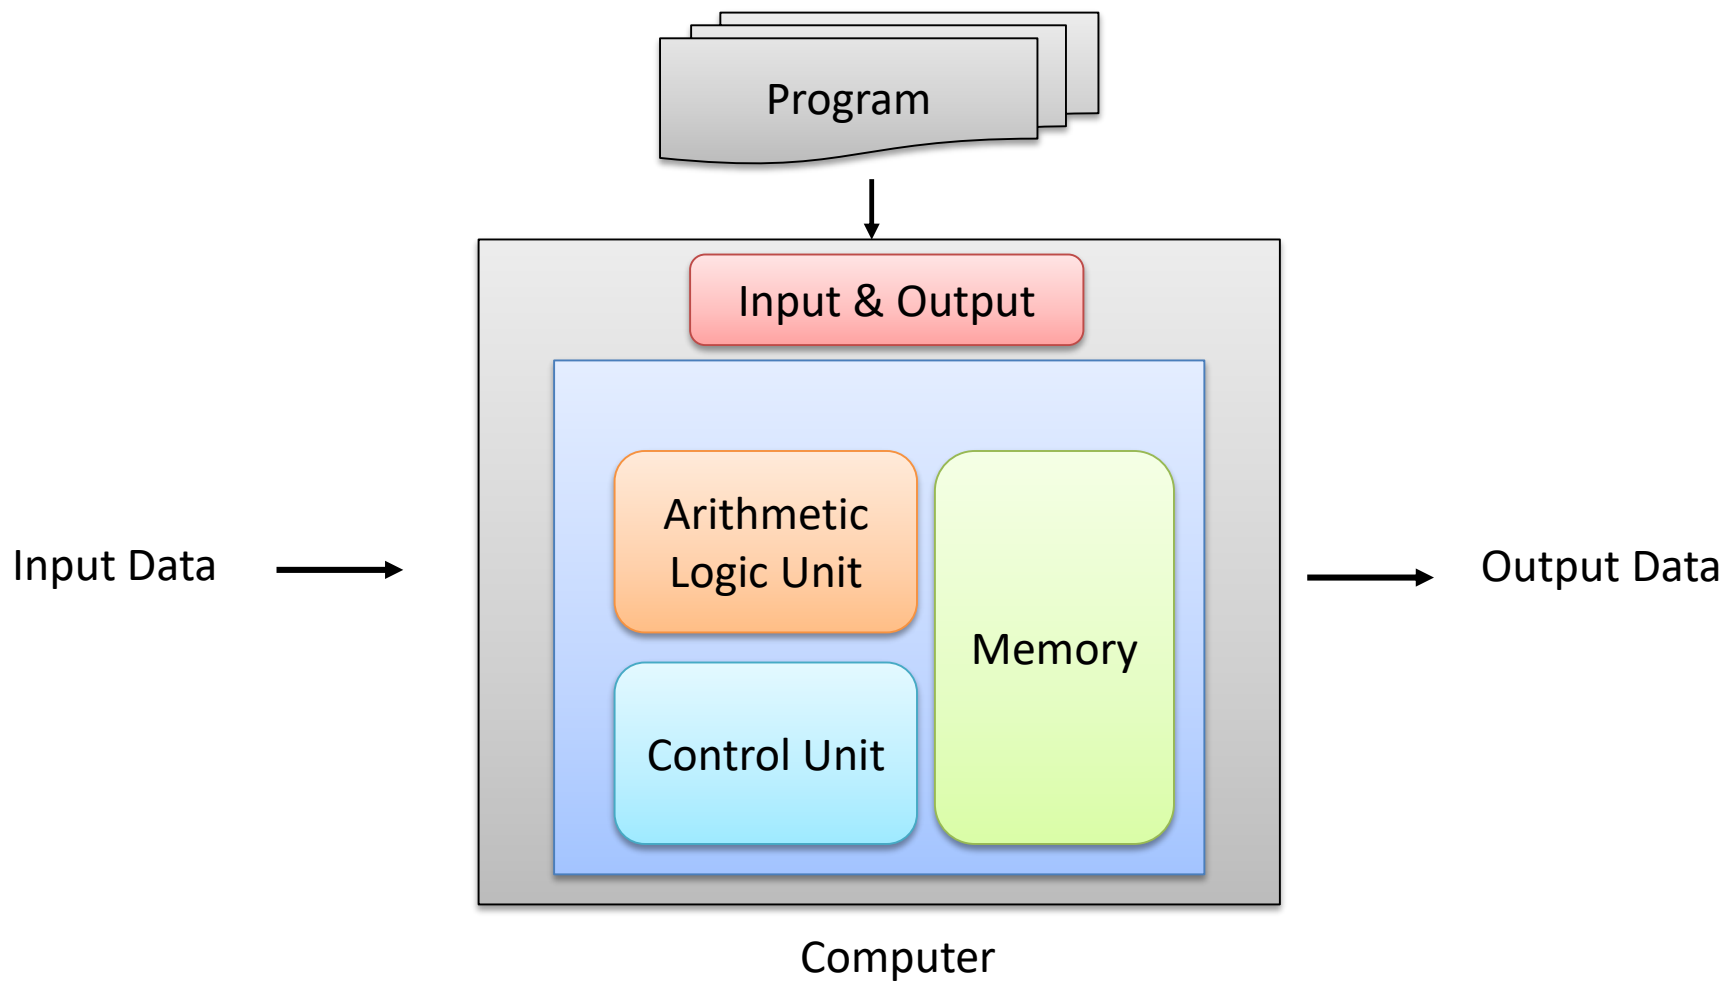 Program
Input & Output
Arithmetic
Logic Unit
Input Data
Output Data
Memory
Control Unit
Computer